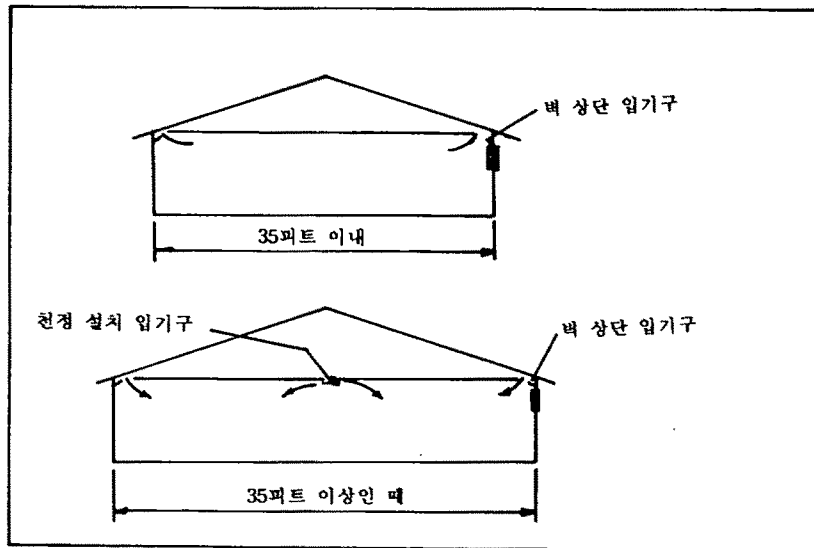 벽 상단 입기구
35피트 이내
천정 설치 입기구
벽 상단 입기구
35피트 이상인 때